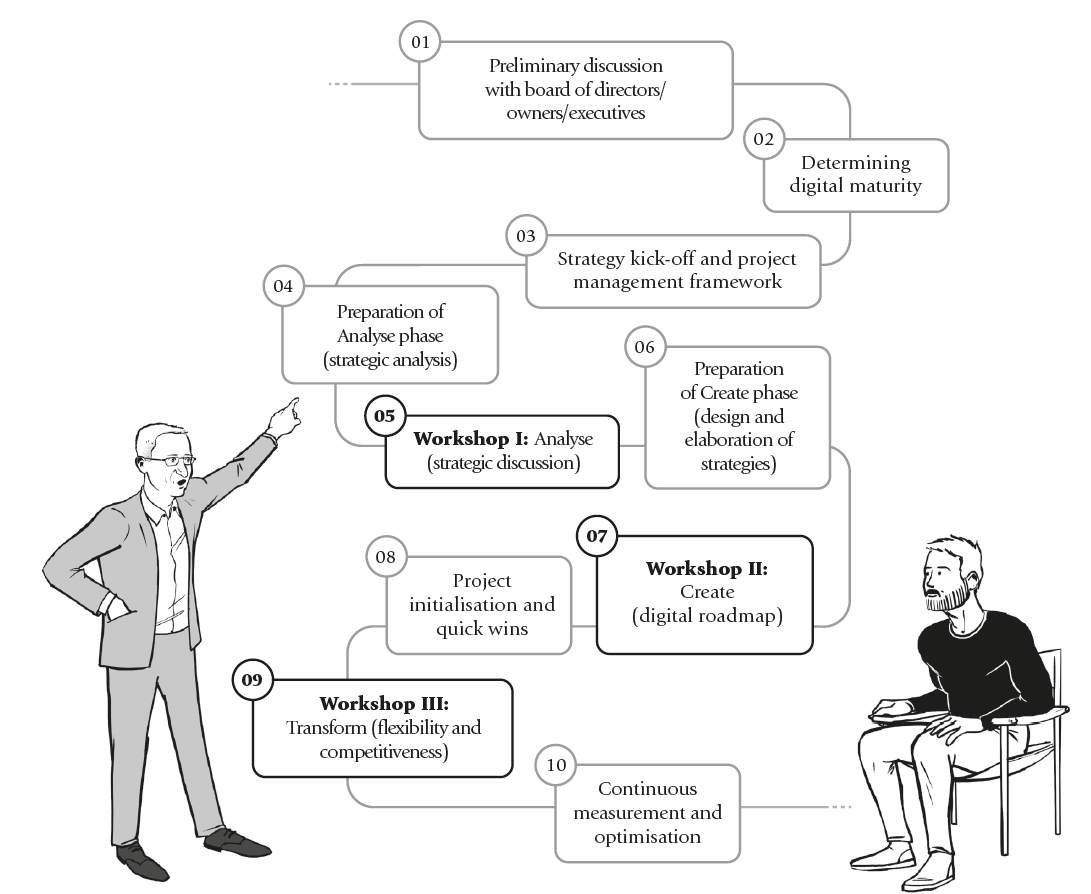 01
Preliminary discussion
with board of directors/
owners/executives
02
Determining
digital maturity
03
Strategy kick-off and project
management framework
04
Preparation of
Analyse phase
(strategic analysis)
05
Workshop I: Analyse
(strategic discussion)
06
Preparation
of Create phase
(design and
elaboration of
strategies)
07
Workshop II:
Create
(digital roadmap)
08
Project
initialisation and
quick wins
09
Workshop III:
Transform (flexibility and
competitiveness)
10
Continuous
measurement and
optimisation